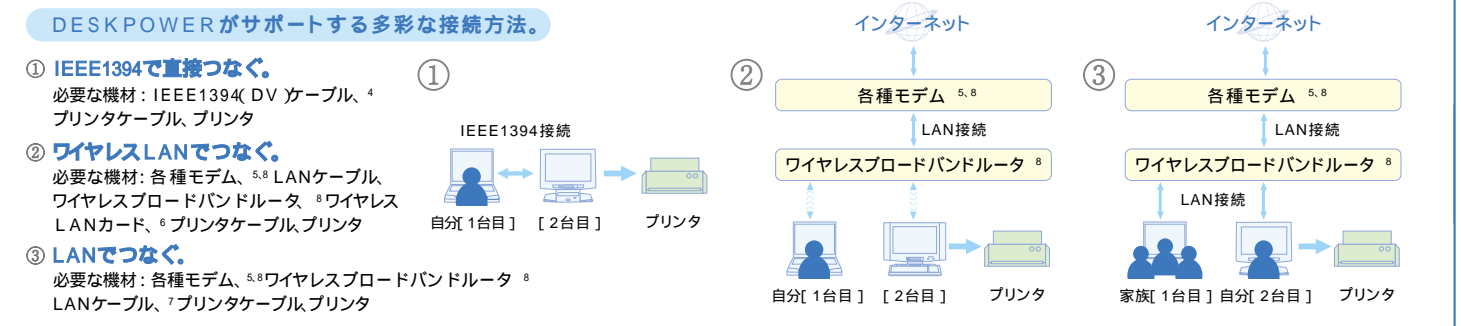 DESKPOWERがサポートする多彩な接続方法。
① IEEE1394で直接つなぐ。
必要な機材：IEEE1394(DV)ケーブル、4
プリンタケーブル、プリンタ
② ワイヤレスLANでつなぐ。
必要な機材：各種モデム、5、8 LANケーブル、
ワイヤレスブロードバンドルータ、8 ワイヤレス
LANカード、6 プリンタケーブル、プリンタ
③ LANでつなぐ。
必要な機材：各種モデム、5、8 ワイヤレスブロードバンドルータ 8
LANケーブル、7 プリンタケーブル、プリンタ
①
IEEE1394接続
自分[1台目] [2台目] プリンタ
②
インターネット
各種モデム 5、8
LAN接続
ワイヤレスブロードバンドルータ 8
自分[1台目] [2台目] プリンタ
③
インターネット
各種モデム 5、8
LAN接続
ワイヤレスブロードバンドルータ 8
LAN接続
家族[1台目] 自分[2台目] プリンタ